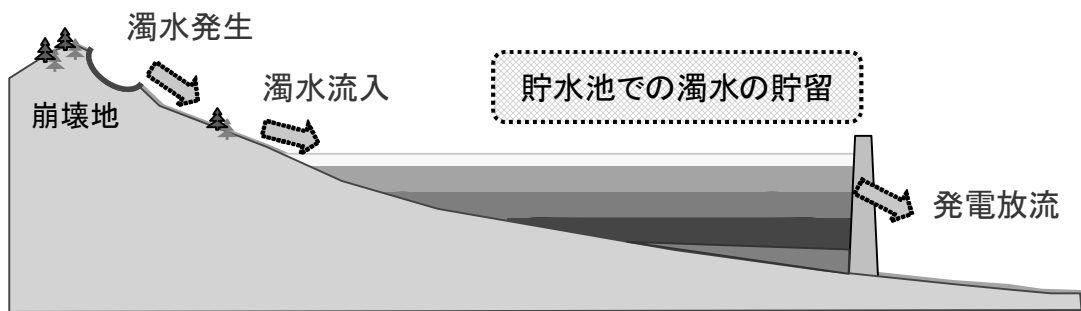 濁水発生
濁水流入
貯水池での濁水の貯留
崩壊地
発電放流